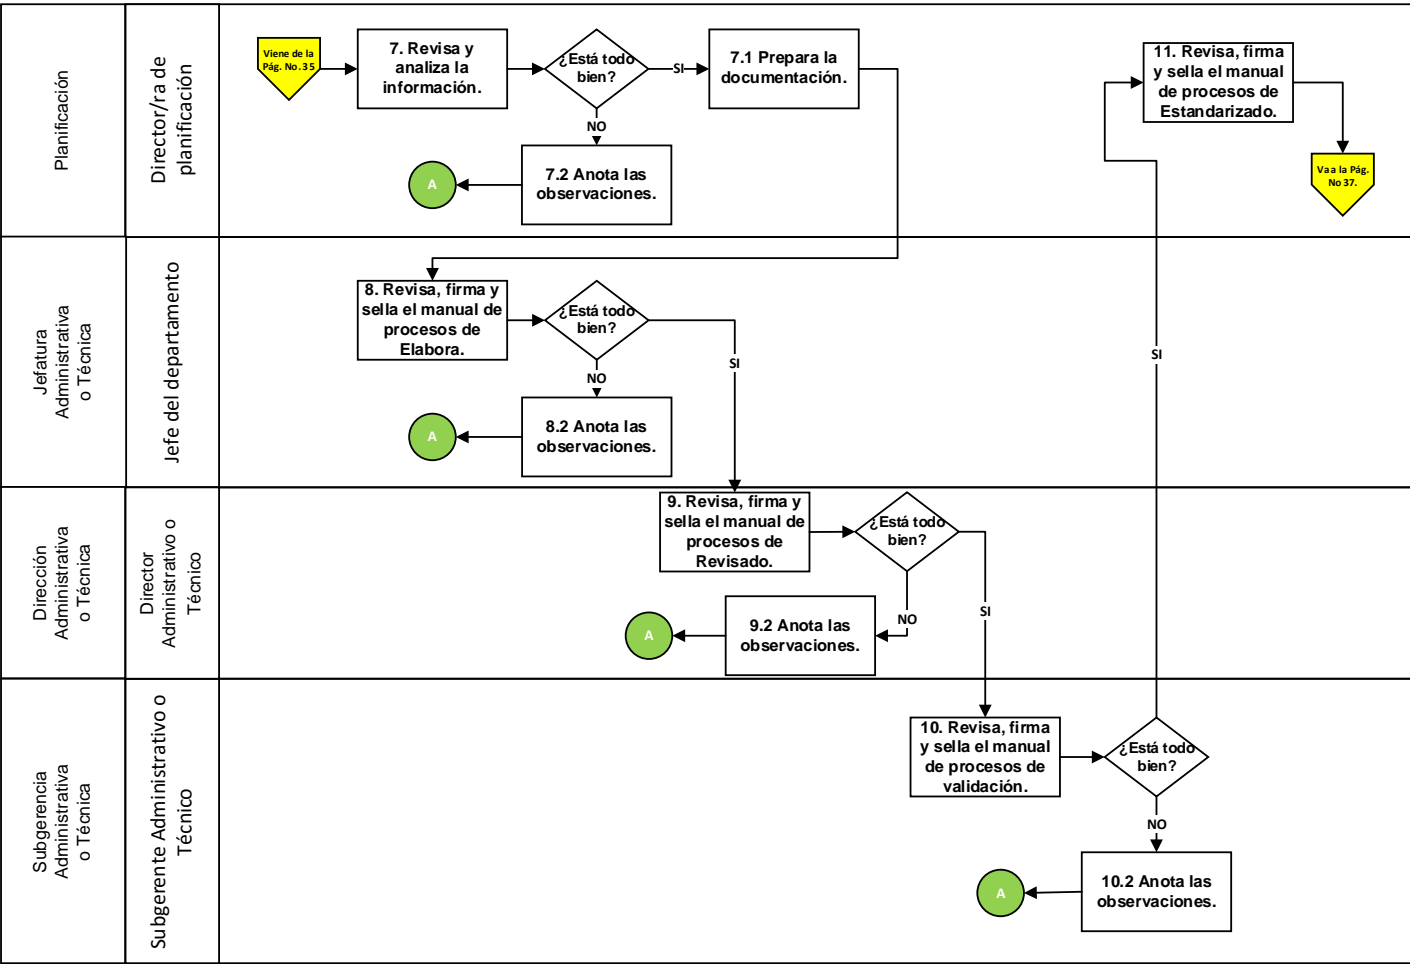 Planificación
Director/ra de
planificación
Viene de la
Pág. No. 35
7. Revisa y
analiza la
información.
¿Está todo
bien?
SI
7.1 Prepara la
documentación.
NO
7.2 Anota las
observaciones.
A
11. Revisa, firma
y sella el manual
de procesos de
Estandarizado.
Va a la Pág.
No 37.
Jefatura
Administrativa
o Técnica
Jefe del departamento
8. Revisa, firma y
sella el manual de
procesos de
Elabora.
¿Está todo
bien?
SI
NO
8.2 Anota las
observaciones.
A
SI
Dirección
Administrativa
o Técnica
Director
Administrativo o
Técnico
9. Revisa, firma y
sella el manual de
procesos de
Revisado.
¿Está todo
bien?
SI
NO
9.2 Anota las
observaciones.
A
Subgerencia
Administrativa
o Técnica
Subgerente Administrativo o
Técnico
10. Revisa, firma
y sella el manual
de procesos de
validación.
¿Está todo
bien?
NO
10.2 Anota las
observaciones.
A